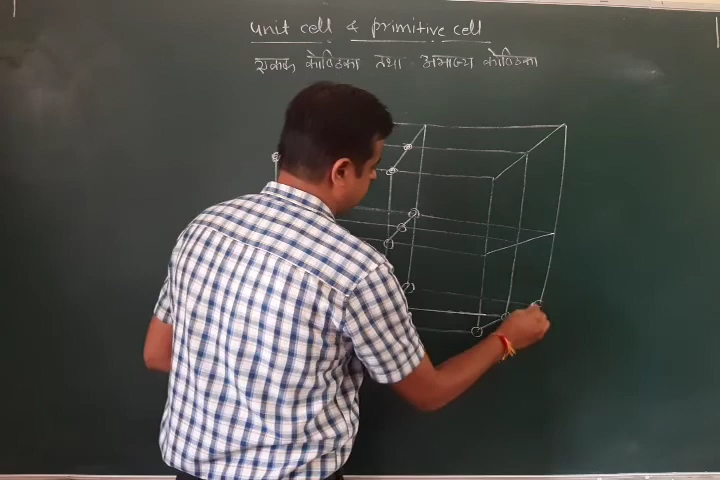 unit cell & primitive cell
एकक कोष्ठिका तथा अभाज्य कोष्ठिका